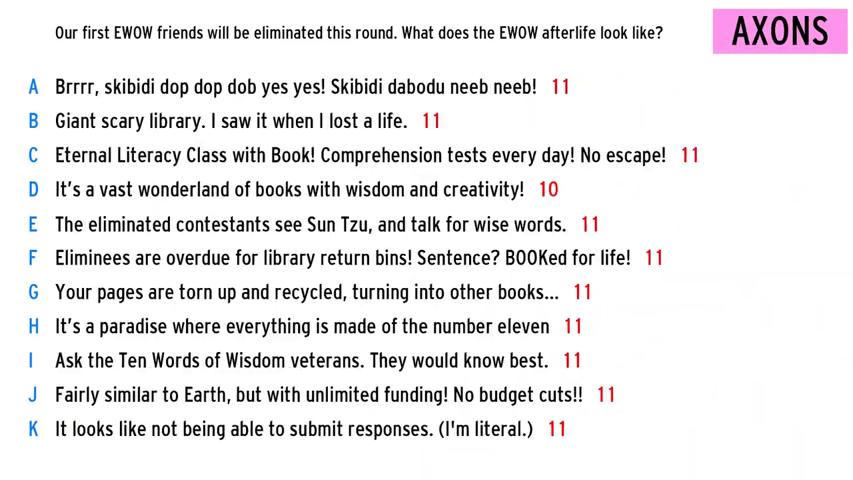 Our first EWOW friends will be eliminated this round. What does the EWOW afterlife look like?
AXONS
A Brrrr, skibidi dop dop dob yes yes! Skibidi dabodu neeb neeb! 11
B Giant scary library. I saw it when I lost a life. 11
C Eternal Literacy Class with Book! Comprehension tests every day! No escape! 11
D It's a vast wonderland of books with wisdom and creativity! 10
E The eliminated contestants see Sun Tzu, and talk for wise words. 11
F Eliminees are overdue for library return bins! Sentence? BOOKed for life! 11
G Your pages are torn up and recycled, turning into other books... 11
H It's a paradise where everything is made of the number eleven 11
I Ask the Ten Words of Wisdom veterans. They would know best. 11
J Fairly similar to Earth, but with unlimited funding! No budget cuts!! 11
K It looks like not being able to submit responses. (I'm literal.) 11